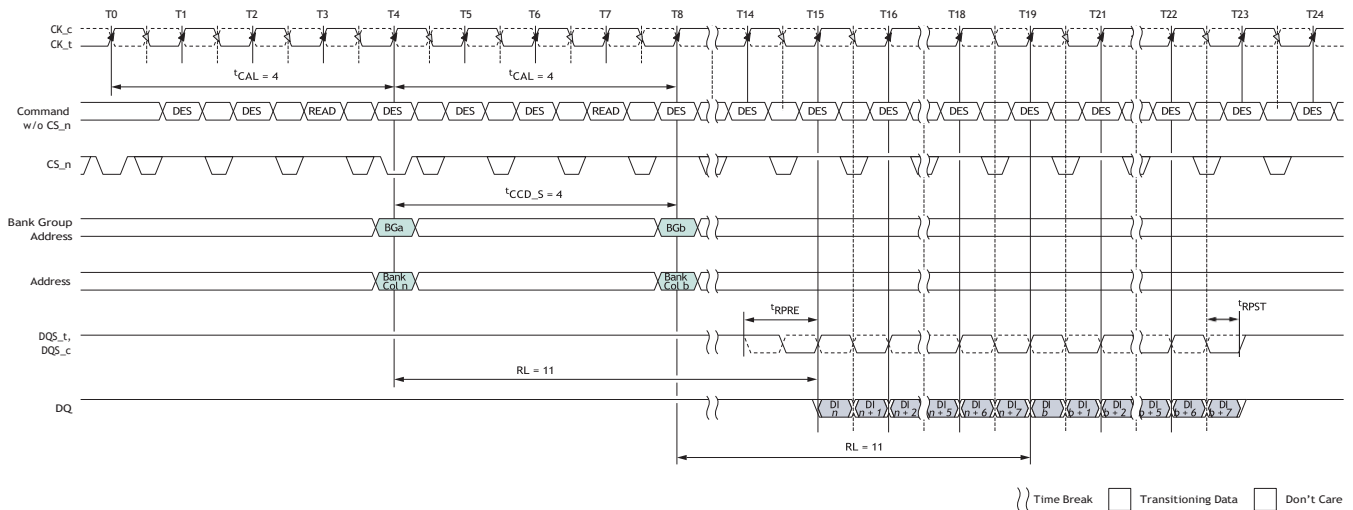 T0 T1 T2 T3 T4 T5 T6 T7 T8 T14 T15 T16 T18 T19 T21 T22 T23 T24
CK_c
CK_t
tCAL = 4 tCAL = 4
Command
w/o CS_n
DES DES READ DES DES DES READ DES DES DES DES DES DES DES DES DES
CS_n
tCCD_S = 4
Bank Group
Address
BGa BGb
Address
Bank
Col n
Bank
Col b
tRPRE tRPST
DQS_t,
DQS_c
RL = 11
DQ
DI
n
DI
n + 1
DI
n + 2
DI
n + 5
DI
n + 6
DI
n + 7
DI
b
DI
b + 1
DI
b + 2
DI
b + 5
DI
b + 6
DI
b + 7
RL = 11
Time Break Transitioning Data Don't Care